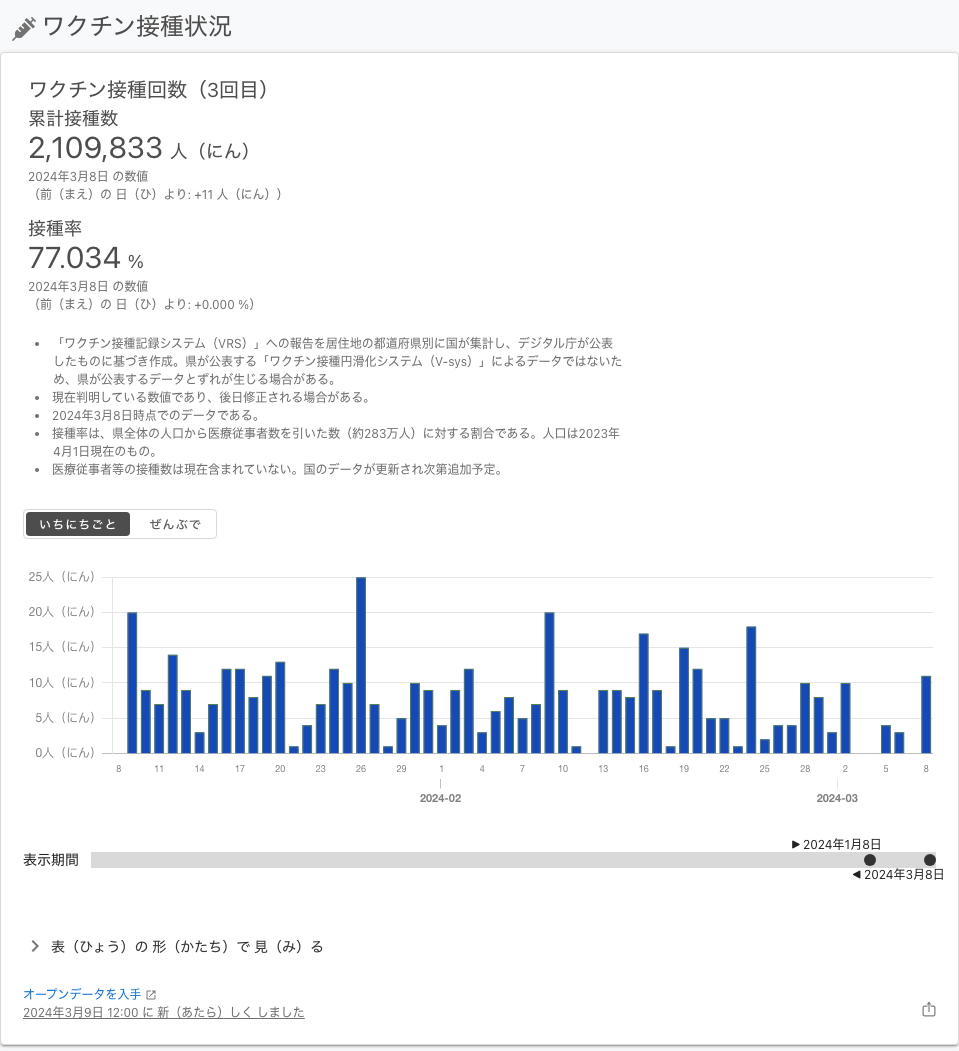 ワクチン接種状況
ワクチン接種回数（3回目）
累計接種数
2,109,833 人（にん）
2024年3月8日 の数値
（前（まえ）の 日（ひ）より: +11 人（にん））
接種率
77.034 %
2024年3月8日 の数値
（前（まえ）の 日（ひ）より: +0.000 %）
• 「ワクチン接種記録システム（VRS）」への報告を居住地の都道府県別に国が集計し、デジタル庁が公表
したものに基づき作成。県が公表する「ワクチン接種円滑化システム（V-sys）」によるデータではないた
め、県が公表するデータとずれが生じる場合がある。
• 現在判明している数値であり、後日修正される場合がある。
• 2024年3月8日時点でのデータである。
• 接種率は、県全体の人口から医療従事者数を引いた数（約283万人）に対する割合である。人口は2023年
4月1日現在のもの。
• 医療従事者等の接種数は現在含まれていない。国のデータが更新され次第追加予定。
いちにちごと ぜんぶで
25人（にん）
20人（にん）
15人（にん）
10人（にん）
5人（にん）
0人（にん）
8 11 14 17 20 23 26 29 1 4 7 10 13 16 19 22 25 28 2 5 8
2024-02 2024-03
▶ 2024年1月8日
表示期間
◀ 2024年3月8日
表（ひょう）の 形（かたち）で 見（み）る
オープンデータを入手
2024年3月9日 12:00 に 新（あたら）しく しました